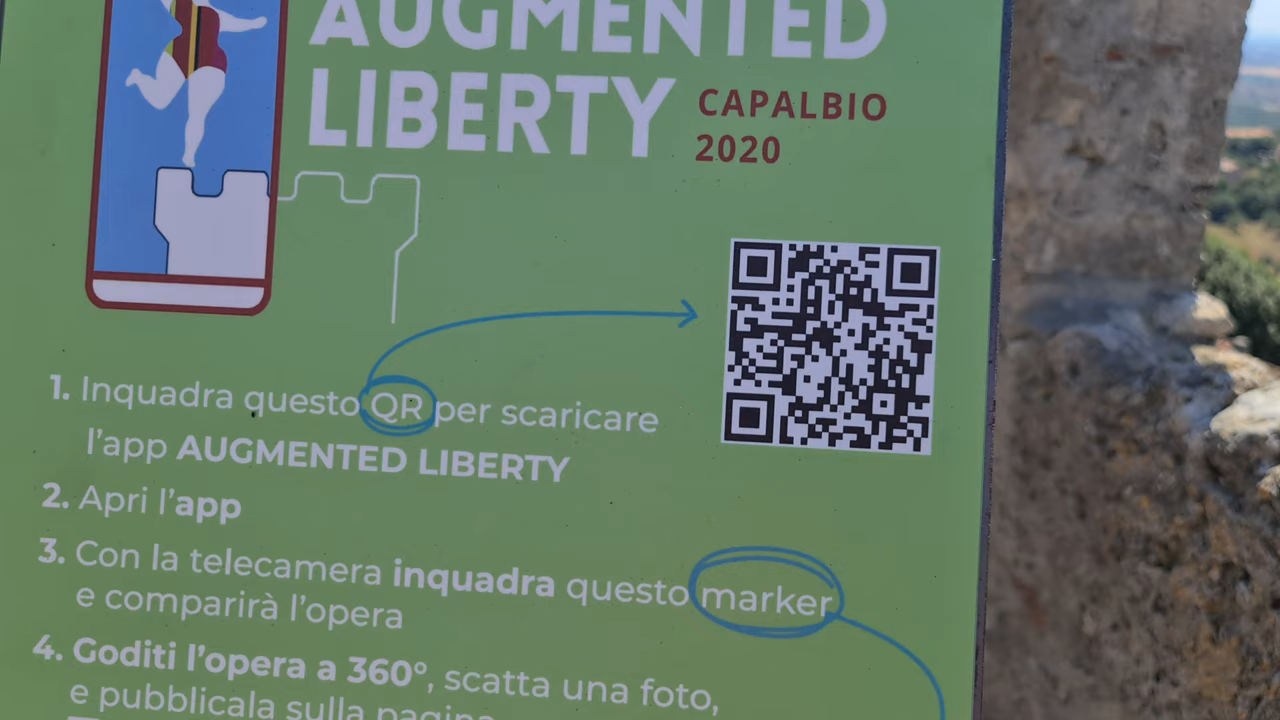 AUGMENTED
LIBERTY
CAPALBIO
2020
1. Inquadra questo QR per scaricare
l'app AUGMENTED LIBERTY
2. Apri l'app
3. Con la telecamera inquadra questo marker
e comparirà l'opera
4. Goditi l'opera a 360°, scatta una foto,
e pubblicala sulla pagina